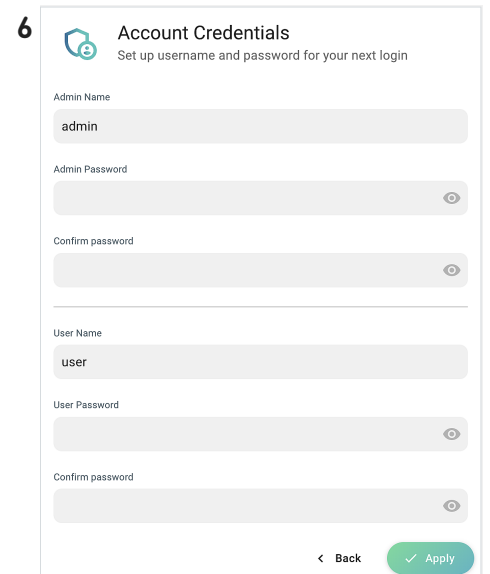 6
Account Credentials
Set up username and password for your next login
Admin Name
admin
Admin Password
Confirm password
User Name
user
User Password
Confirm password
Back
Apply